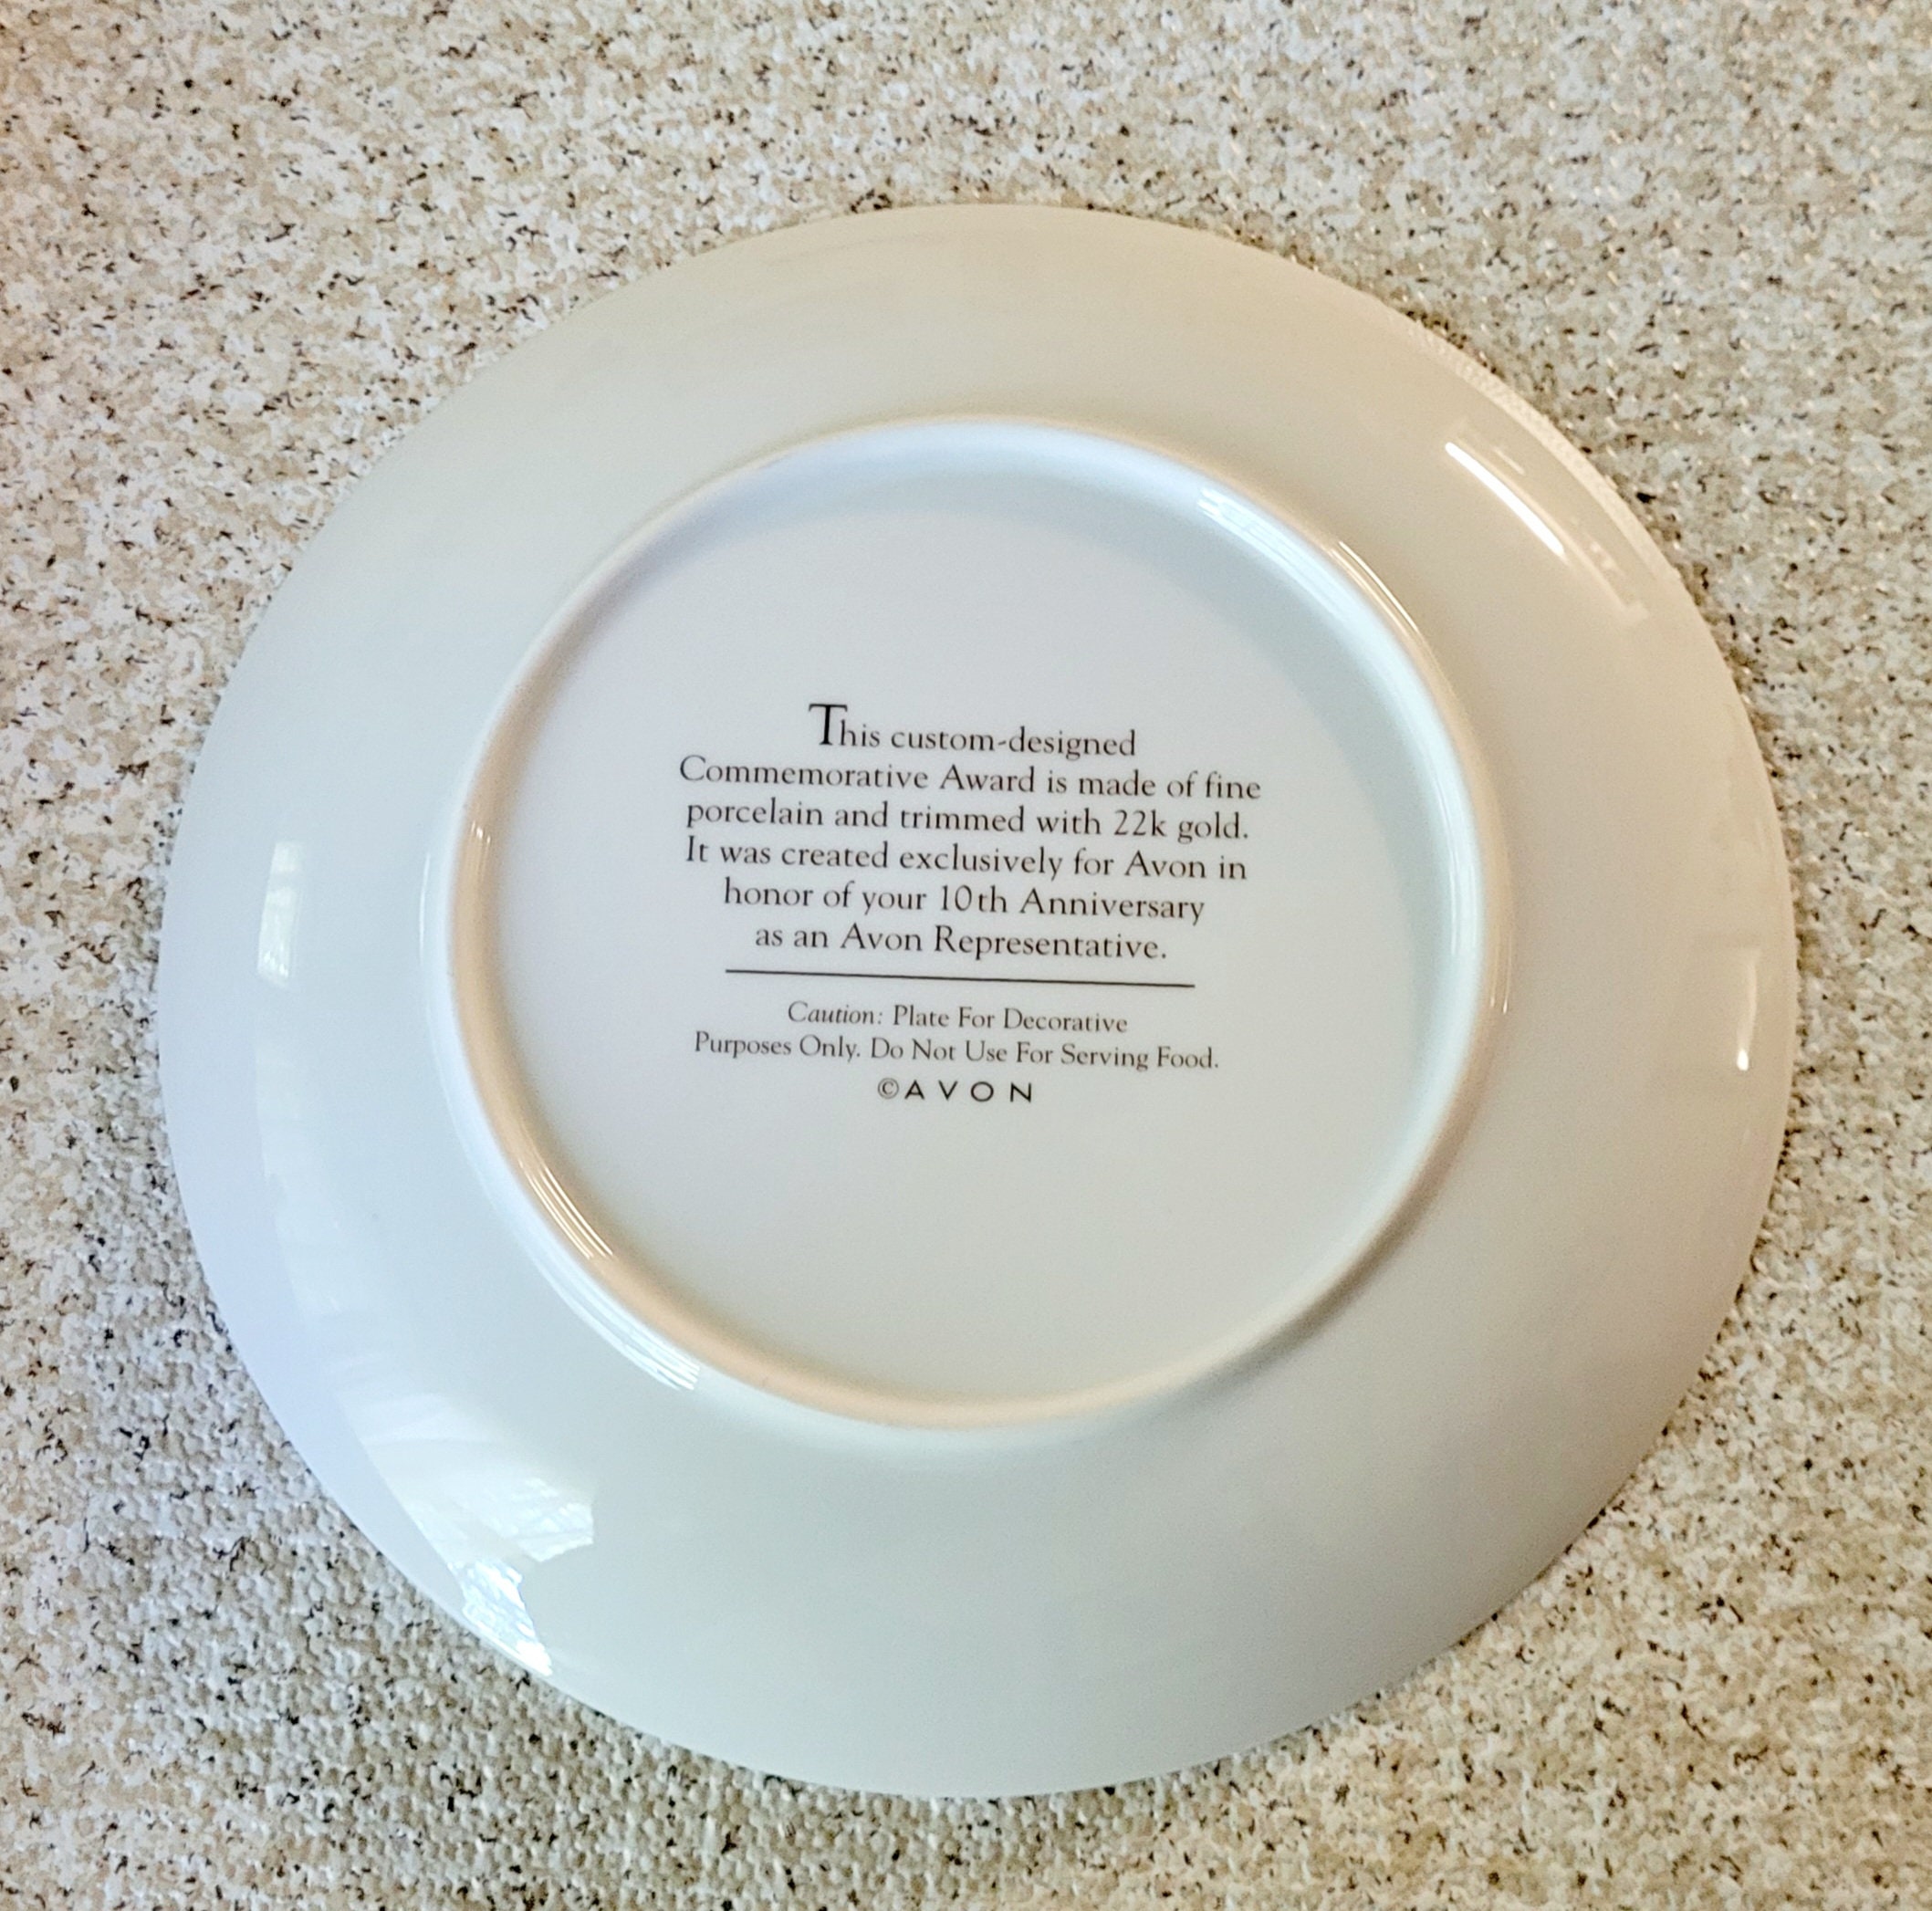 This custom-designed
Commemorative Award is made of fine
porcelain and trimmed with 22k gold.
It was created exclusively for Avon in
honor of your 10th Anniversary
as an Avon Representative.
Caution: Plate For Decorative
Purposes Only. Do Not Use For Serving Food.
©AVON